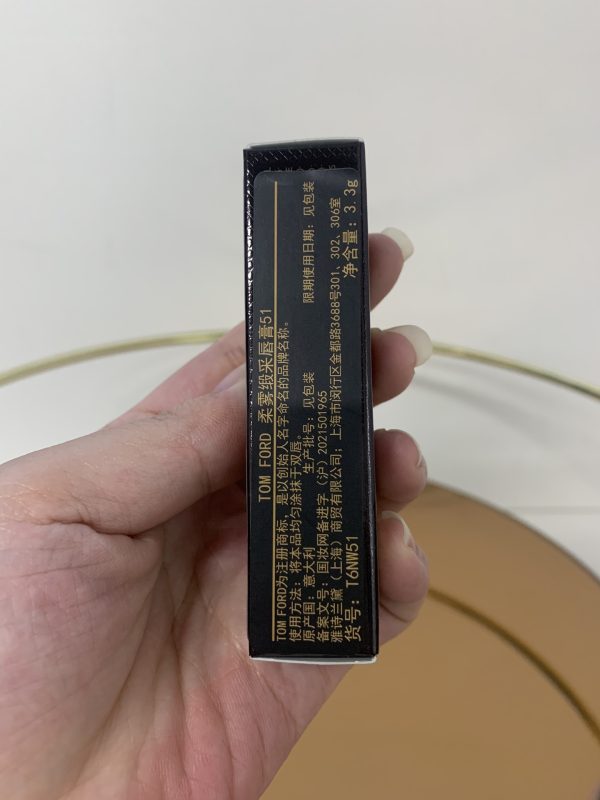 TOM FORD 柔雾缎采唇膏51
TOM FORD为注册商标，是以创始人名字命名的品牌名称。
使用方法：将本品均匀涂抹于双唇。
原产国：意大利 生产批号：见包装 限期使用日期：见包装
备案文号：国妆网备进字（沪）2021501965
雅诗兰黛（上海）商贸有限公司；上海市闵行区金都路3688号301、302、306室
货号：T6NW51 净含量：3.3g